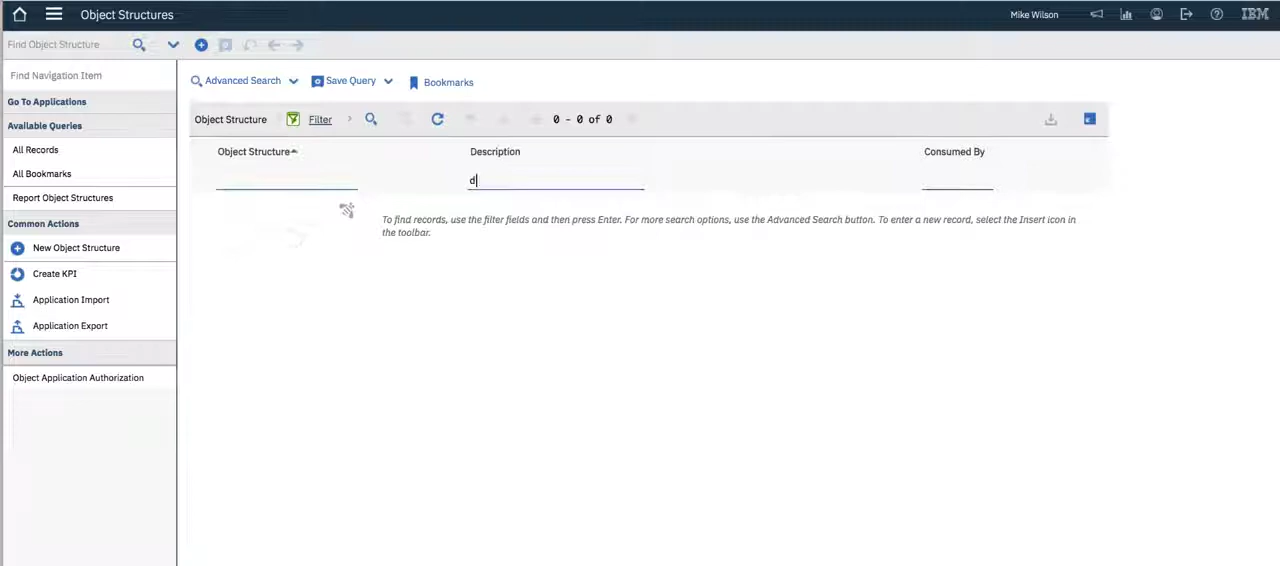 Object Structures
Mike Wilson
IBM
Find Object Structure
Find Navigation Item
Go To Applications
Available Queries
All Records
All Bookmarks
Report Object Structures
Common Actions
New Object Structure
Create KPI
Application Import
Application Export
More Actions
Object Application Authorization
Advanced Search
Save Query
Bookmarks
Object Structure
Filter
0 - 0 of 0
Object Structure
Description
Consumed By
d
To find records, use the filter fields and then press Enter. For more search options, use the Advanced Search button. To enter a new record, select the Insert icon in
the toolbar.